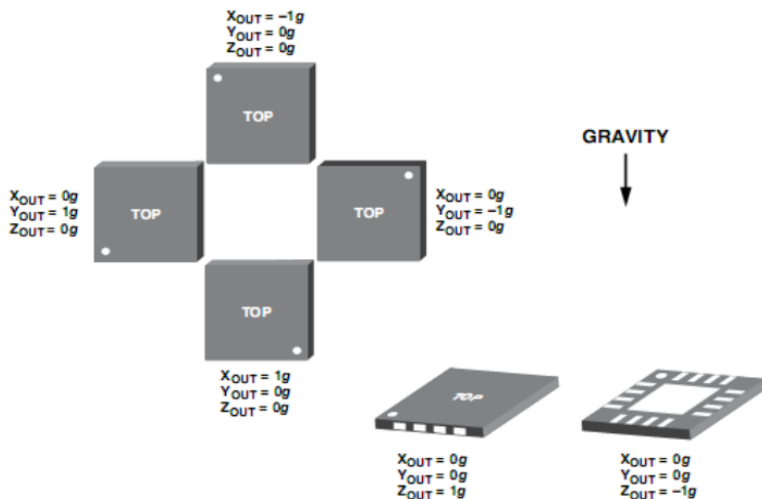 XOUT = –1g
YOUT = 0g
ZOUT = 0g
TOP
GRAVITY
XOUT = 0g
YOUT = 1g
ZOUT = 0g
TOP
TOP
XOUT = 0g
YOUT = –1g
ZOUT = 0g
TOP
XOUT = 1g
YOUT = 0g
ZOUT = 0g
TOP
XOUT = 0g
YOUT = 0g
ZOUT = 1g
XOUT = 0g
YOUT = 0g
ZOUT = –1g